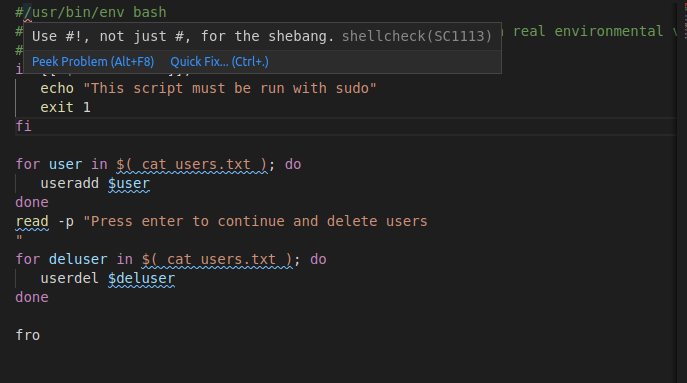 #/usr/bin/env bash
Use #!, not just #, for the shebang. shellcheck(SC1113)
# real environmental v
Peek Problem (Alt+F8) Quick Fix... (Ctrl+.)
#
i
echo "This script must be run with sudo"
exit 1
fi
for user in $( cat users.txt ); do
useradd $user
done
read -p "Press enter to continue and delete users
"
for deluser in $( cat users.txt ); do
userdel $deluser
done
fro